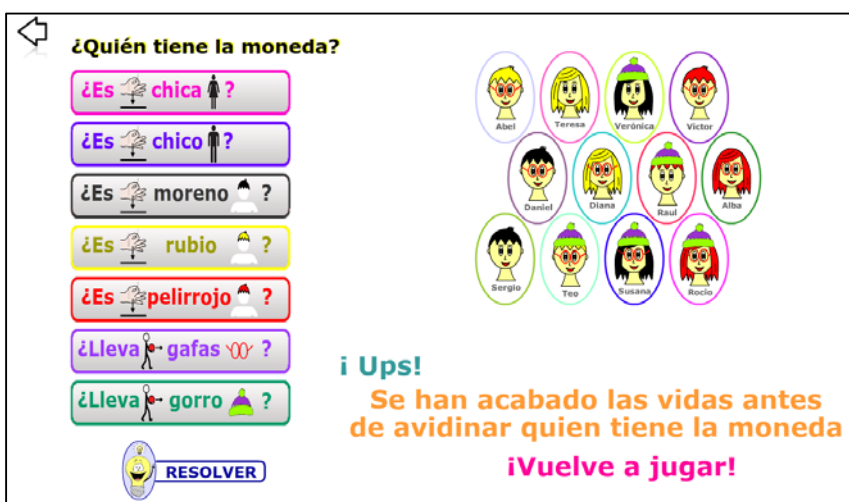 ¿Quién tiene la moneda?
¿Es chica ?
¿Es chico ?
¿Es moreno ?
¿Es rubio ?
¿Es pelirrojo ?
¿Lleva gafas ?
¿Lleva gorro ?
RESOLVER
Abel Teresa Verónica Victor
Daniel Diana Raul Alba
Sergio Teo Susana Rocio
¡ Ups!
Se han acabado las vidas antes
de avidinar quien tiene la moneda
¡Vuelve a jugar!